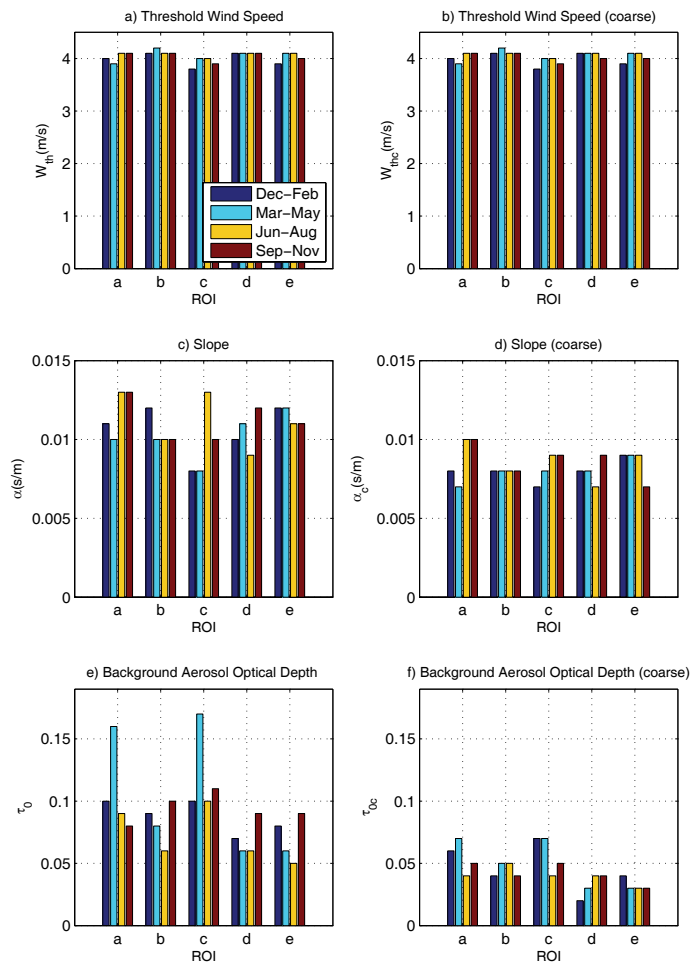 a) Threshold Wind Speed
4
3
2
1
0
W_th(m/s)
Dec−Feb
Mar−May
Jun−Aug
Sep−Nov
a b c d e
ROI
b) Threshold Wind Speed (coarse)
4
3
2
1
0
W_thc(m/s)
a b c d e
ROI
c) Slope
0.015
0.01
0.005
0
α(s/m)
a b c d e
ROI
d) Slope (coarse)
0.015
0.01
0.005
0
α_c(s/m)
a b c d e
ROI
e) Background Aerosol Optical Depth
0.15
0.1
0.05
0
τ_0
a b c d e
ROI
f) Background Aerosol Optical Depth (coarse)
0.15
0.1
0.05
0
τ_0c
a b c d e
ROI